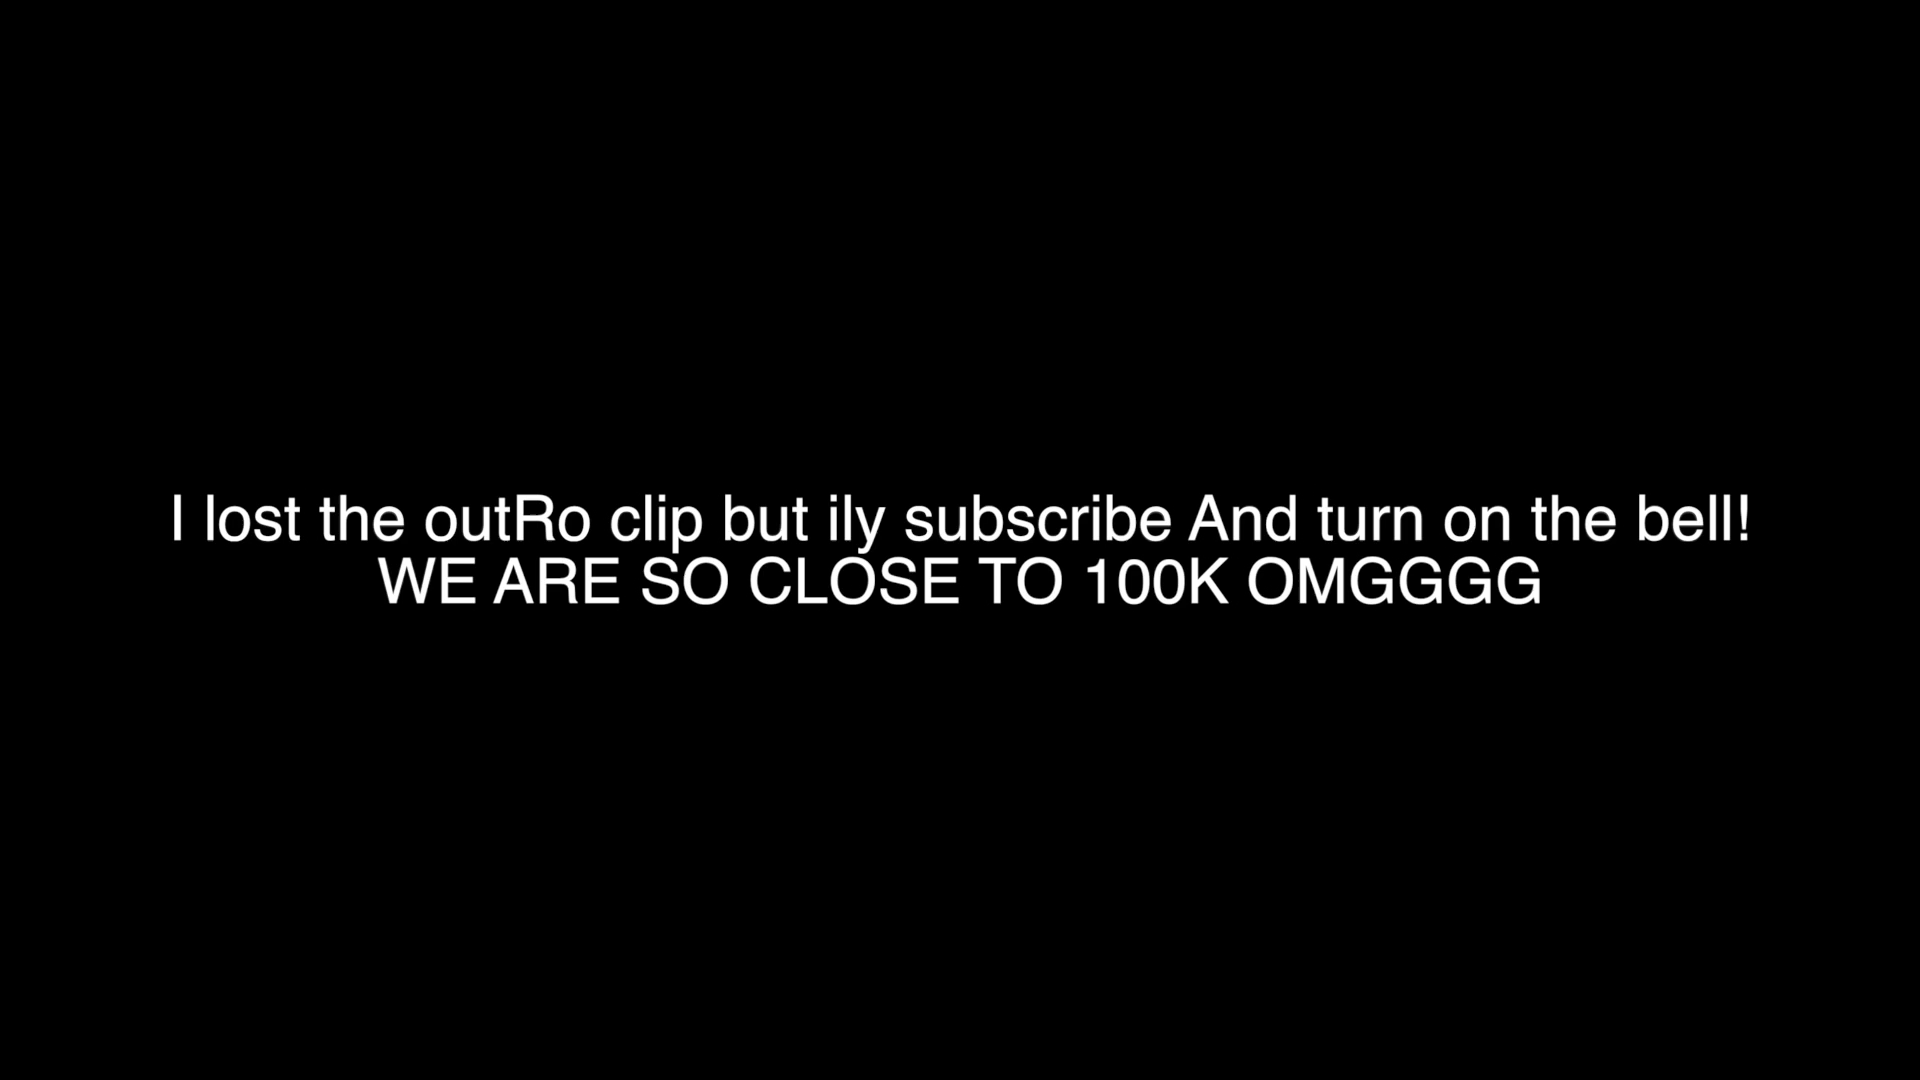 I lost the outRo clip but ily subscribe And turn on the bell!
WE ARE SO CLOSE TO 100K OMGGGG